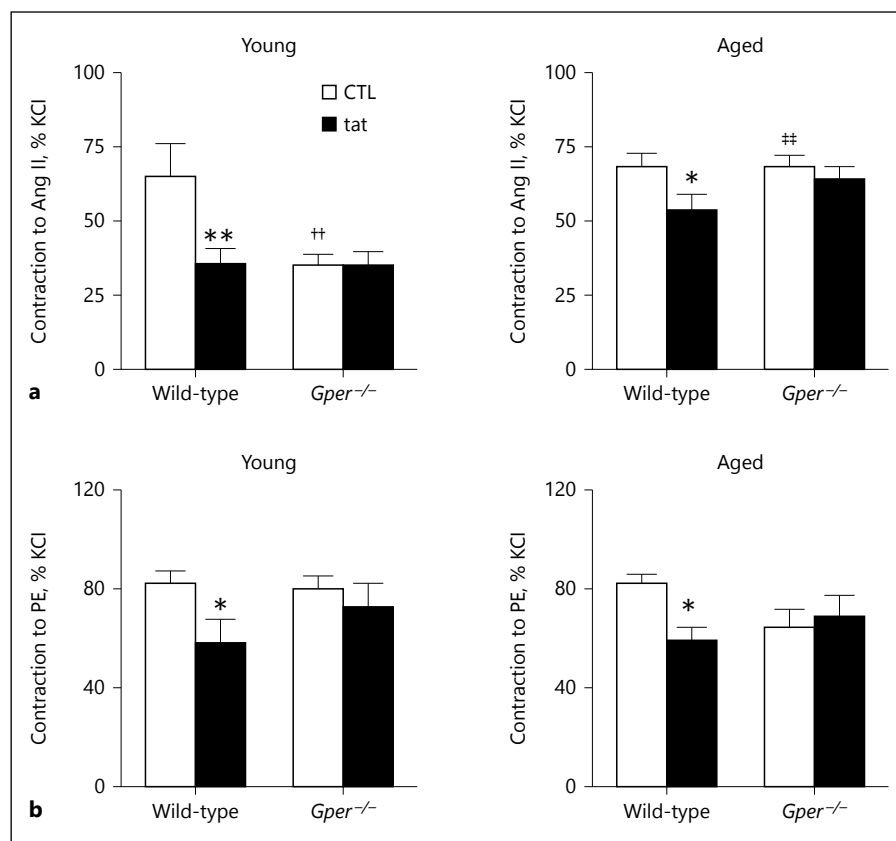 Young
Contraction to Ang II, % KCl
100
75
50
25
0
CTL
tat
**
††
Wild-type
Gper⁻/⁻
a
Aged
Contraction to Ang II, % KCl
100
75
50
25
0
*
‡‡
Wild-type
Gper⁻/⁻
Young
Contraction to PE, % KCl
120
80
40
0
*
Wild-type
Gper⁻/⁻
b
Aged
Contraction to PE, % KCl
120
80
40
0
*
Wild-type
Gper⁻/⁻